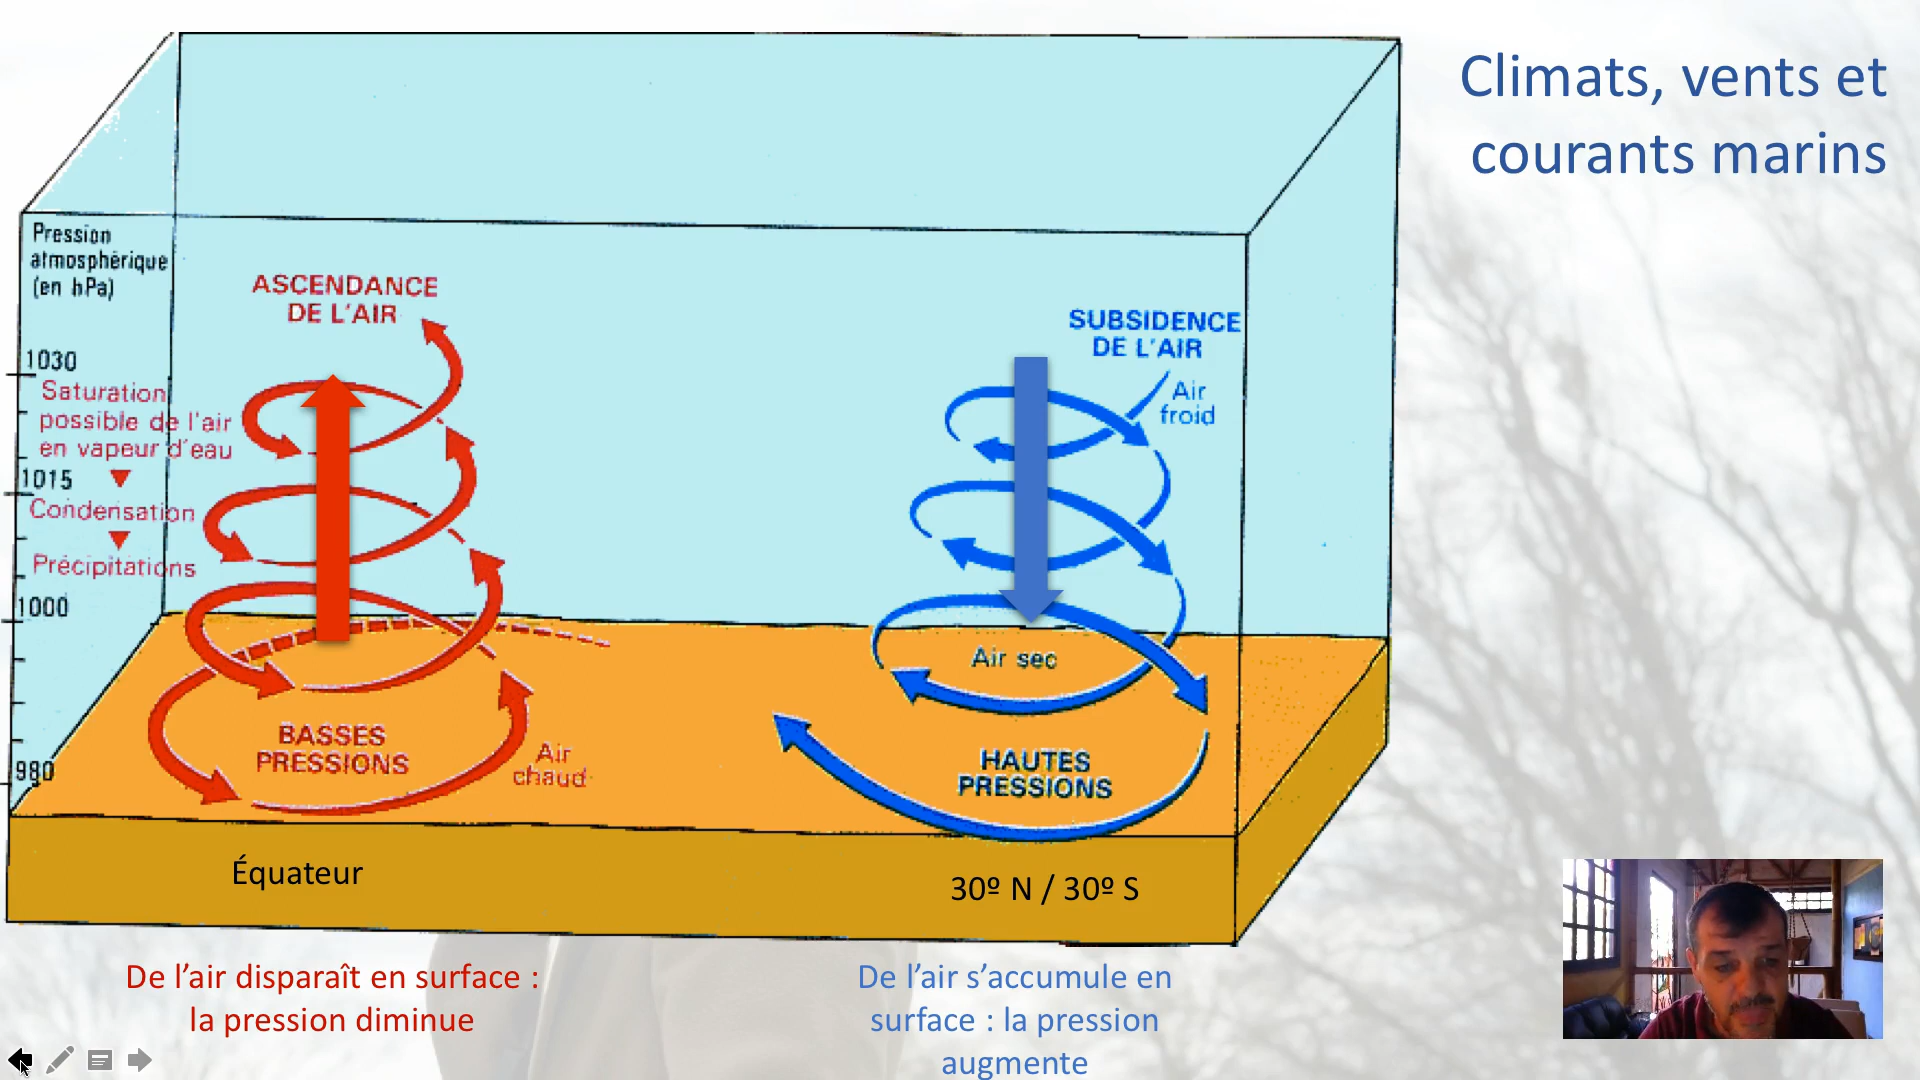 Climats, vents et
courants marins
Pression
atmosphérique
(en hPa)
ASCENDANCE
DE L'AIR
SUBSIDENCE
DE L'AIR
1030
Saturation
possible de l'air
en vapeur d'eau
Air
froid
1015
Condensation
Précipitations
1000
Air sec
BASSES
PRESSIONS
Air
chaud
HAUTES
PRESSIONS
980
Équateur
30º N / 30º S
De l’air disparaît en surface :
la pression diminue
De l’air s’accumule en
surface : la pression
augmente